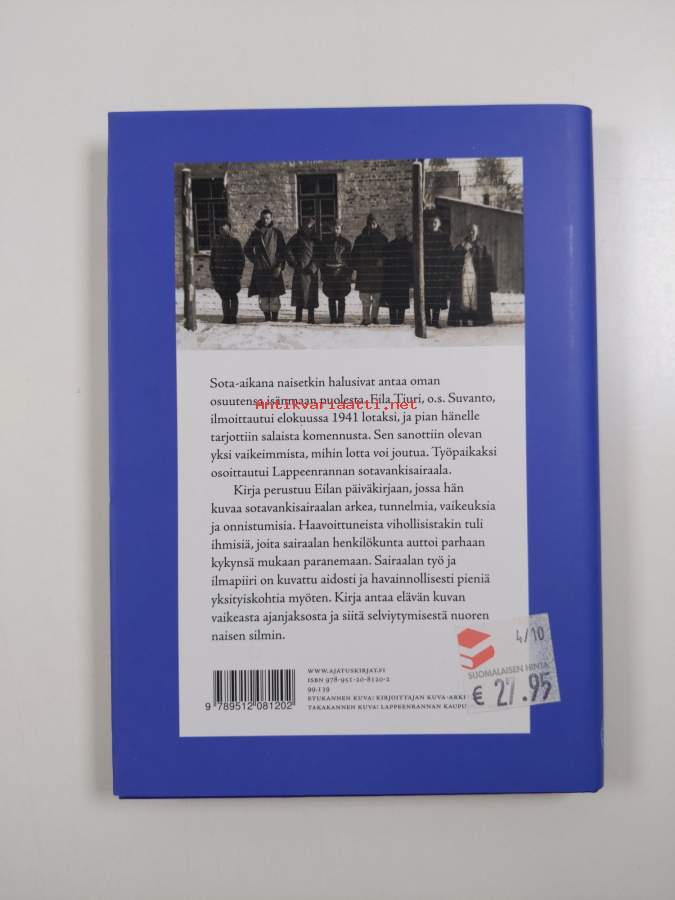 Sota-aikana naisetkin halusivat antaa oman
osuutensa isänmaan puolesta. Eila Tiuri, o.s. Suvanto,
Antikvariaatti.net
ilmoittautui elokuussa 1941 lotaksi, ja pian hänelle
tarjottiin salaista komennusta. Sen sanottiin olevan
yksi vaikeimmista, mihin lotta voi joutua. Työpaikaksi
osoittautui Lappeenrannan sotavankisairaala.
Kirja perustuu Eilan päiväkirjaan, jossa hän
kuvaa sotavankisairaalan arkea, tunnelmia, vaikeuksia
ja onnistumisia. Haavoittuneista vihollisistakin tuli
ihmisiä, joita sairaalan henkilökunta auttoi parhaan
kykynsä mukaan paranemaan. Sairaalan työ ja
ilmapiiri on kuvattu aidosti ja havainnollisesti pieniä
yksityiskohtia myöten. Kirja antaa elävän kuvan
vaikeasta ajanjaksosta ja siitä selviytymisestä nuoren
naisen silmin.
4/10
SUOMALAISEN HINTA
€ 27.95
WWW.AJATUSKIRJAT.FI
ISBN 978-951-20-8120-2
99.139
ETUKANNEN KUVA: KIRJOITTAJAN KUVA-ARKI
TAKAKANNEN KUVA: LAPPEENRANNAN KAUPU
9 789512 081202